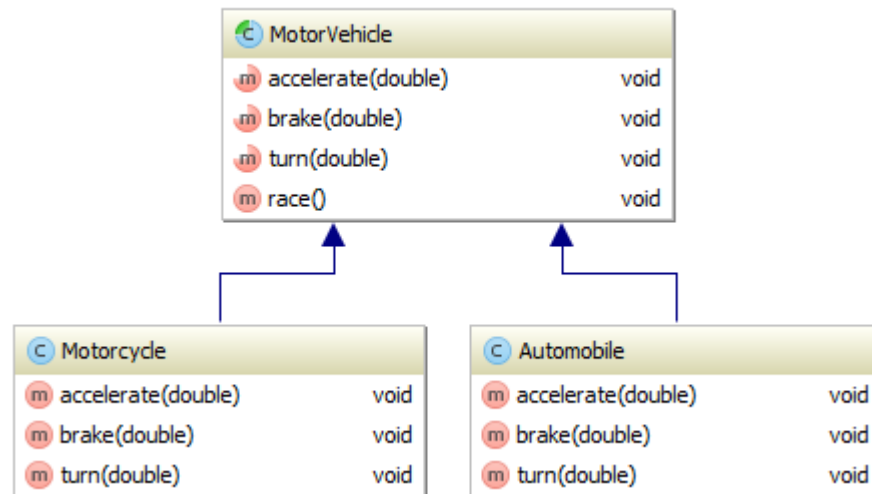 C MotorVehicle
m accelerate(double) void
m brake(double) void
m turn(double) void
m race() void
C Motorcycle
m accelerate(double) void
m brake(double) void
m turn(double) void
C Automobile
m accelerate(double) void
m brake(double) void
m turn(double) void